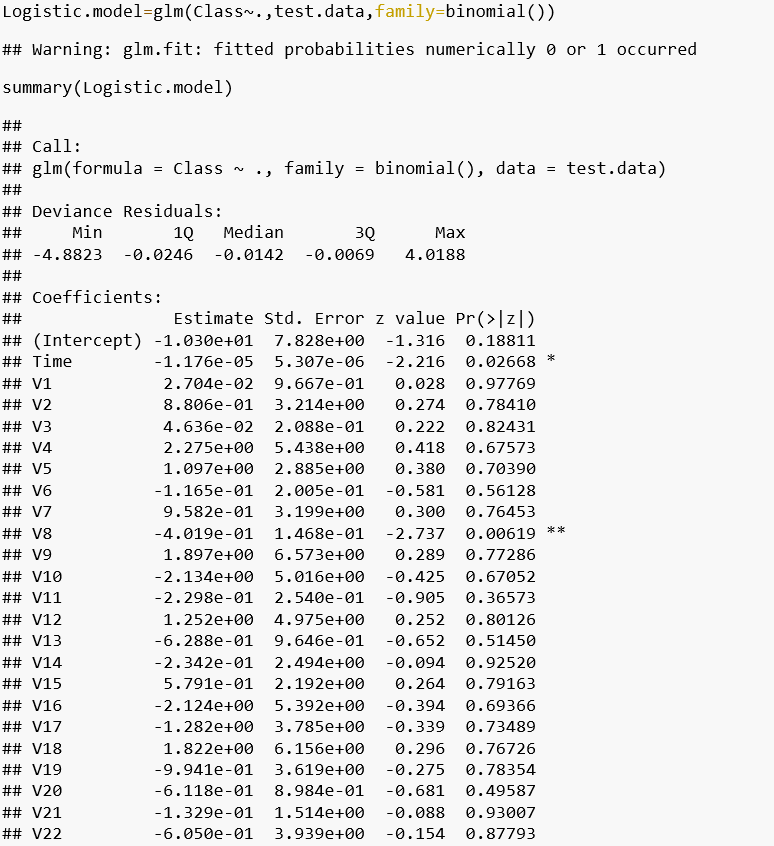 Logistic.model=glm(Class~.,test.data,family=binomial())
## Warning: glm.fit: fitted probabilities numerically 0 or 1 occurred
summary(Logistic.model)
##
## Call:
## glm(formula = Class ~ ., family = binomial(), data = test.data)
##
## Deviance Residuals:
##     Min       1Q   Median       3Q      Max
## -4.8823  -0.0246  -0.0142  -0.0069   4.0188
##
## Coefficients:
##               Estimate Std. Error z value Pr(>|z|)
## (Intercept) -1.030e+01  7.828e+00  -1.316  0.18811
## Time        -1.176e-05  5.307e-06  -2.216  0.02668 *
## V1           2.704e-02  9.667e-01   0.028  0.97769
## V2           8.806e-01  3.214e+00   0.274  0.78410
## V3           4.636e-02  2.088e-01   0.222  0.82431
## V4           2.275e+00  5.438e+00   0.418  0.67573
## V5           1.097e+00  2.885e+00   0.380  0.70390
## V6          -1.165e-01  2.005e-01  -0.581  0.56128
## V7           9.582e-01  3.199e+00   0.300  0.76453
## V8          -4.019e-01  1.468e-01  -2.737  0.00619 **
## V9           1.897e+00  6.573e+00   0.289  0.77286
## V10         -2.134e+00  5.016e+00  -0.425  0.67052
## V11         -2.298e-01  2.540e-01  -0.905  0.36573
## V12          1.252e+00  4.975e+00   0.252  0.80126
## V13         -6.288e-01  9.646e-01  -0.652  0.51450
## V14         -2.342e-01  2.494e+00  -0.094  0.92520
## V15          5.791e-01  2.192e+00   0.264  0.79163
## V16         -2.124e+00  5.392e+00  -0.394  0.69366
## V17         -1.282e+00  3.785e+00  -0.339  0.73489
## V18          1.822e+00  6.156e+00   0.296  0.76726
## V19         -9.941e-01  3.619e+00  -0.275  0.78354
## V20         -6.118e-01  8.984e-01  -0.681  0.49587
## V21         -1.329e-01  1.514e+00  -0.088  0.93007
## V22         -6.050e-01  3.939e+00  -0.154  0.87793